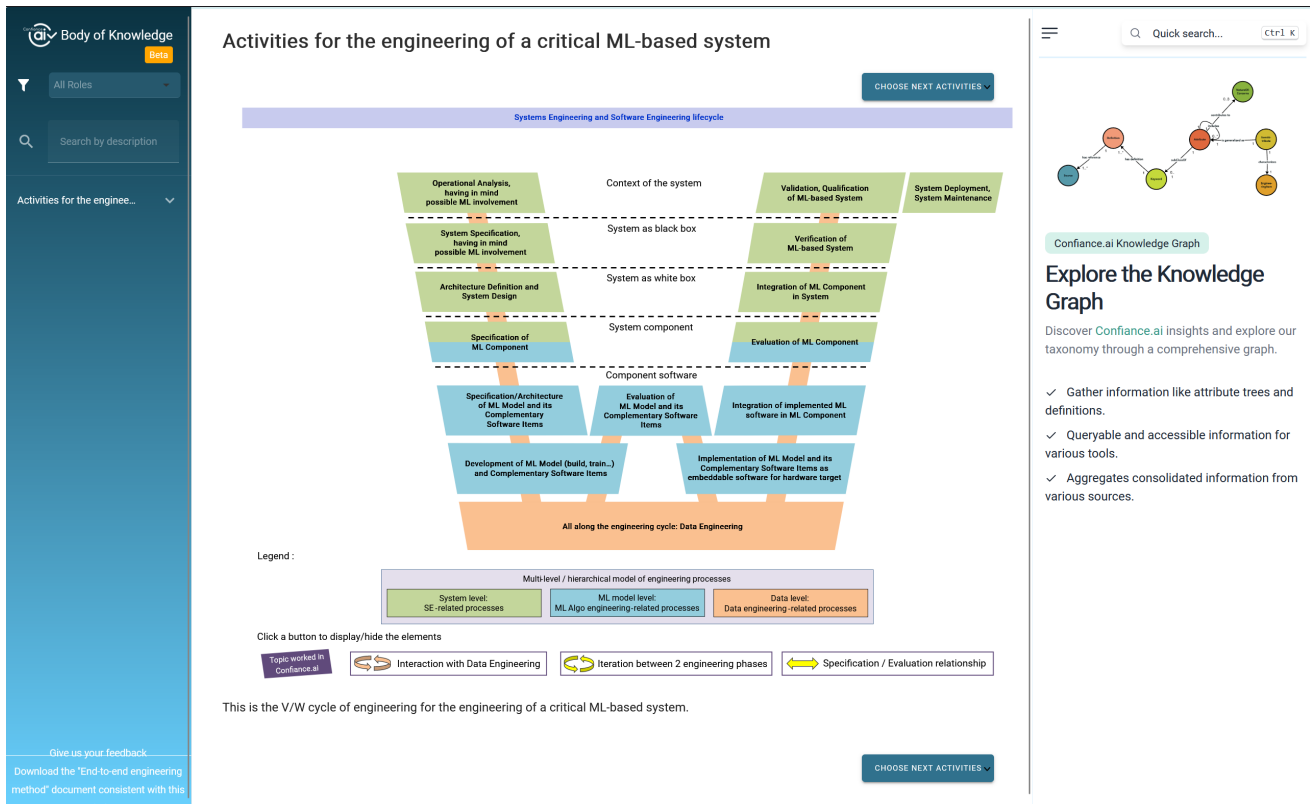 Confiance
ai Body of Knowledge
Beta
All Roles
Search by description
Activities for the enginee...
Give us your feedback
Download the "End-to-end engineering
method" document consistent with this
Activities for the engineering of a critical ML-based system
CHOOSE NEXT ACTIVITIES
Systems Engineering and Software Engineering lifecycle
Operational Analysis,
having in mind
possible ML involvement
Context of the system
Validation, Qualification
of ML-based System
System Deployment,
System Maintenance
System Specification,
having in mind
possible ML involvement
System as black box
Verification of
ML-based System
Architecture Definition and
System Design
System as white box
Integration of ML Component
in System
Specification of
ML Component
System component
Evaluation of ML Component
Component software
Specification/Architecture
of ML Model and its
Complementary
Software Items
Evaluation of
ML Model and its
Complementary Software
Items
Integration of implemented ML
software in ML Component
Development of ML Model (build, train...)
and Complementary Software Items
Implementation of ML Model and its
Complementary Software Items as
embeddable software for hardware target
All along the engineering cycle: Data Engineering
Legend :
Multi-level / hierarchical model of engineering processes
System level:
SE-related processes
ML model level:
ML Algo engineering-related processes
Data level:
Data engineering-related processes
Click a button to display/hide the elements
Topic worked in
Confiance.ai
Interaction with Data Engineering
Iteration between 2 engineering phases
Specification / Evaluation relationship
This is the V/W cycle of engineering for the engineering of a critical ML-based system.
CHOOSE NEXT ACTIVITIES
Quick search...
Ctrl K
Confiance.ai Knowledge Graph
Explore the Knowledge
Graph
Discover Confiance.ai insights and explore our
taxonomy through a comprehensive graph.
✓ Gather information like attribute trees and
definitions.
✓ Queryable and accessible information for
various tools.
✓ Aggregates consolidated information from
various sources.